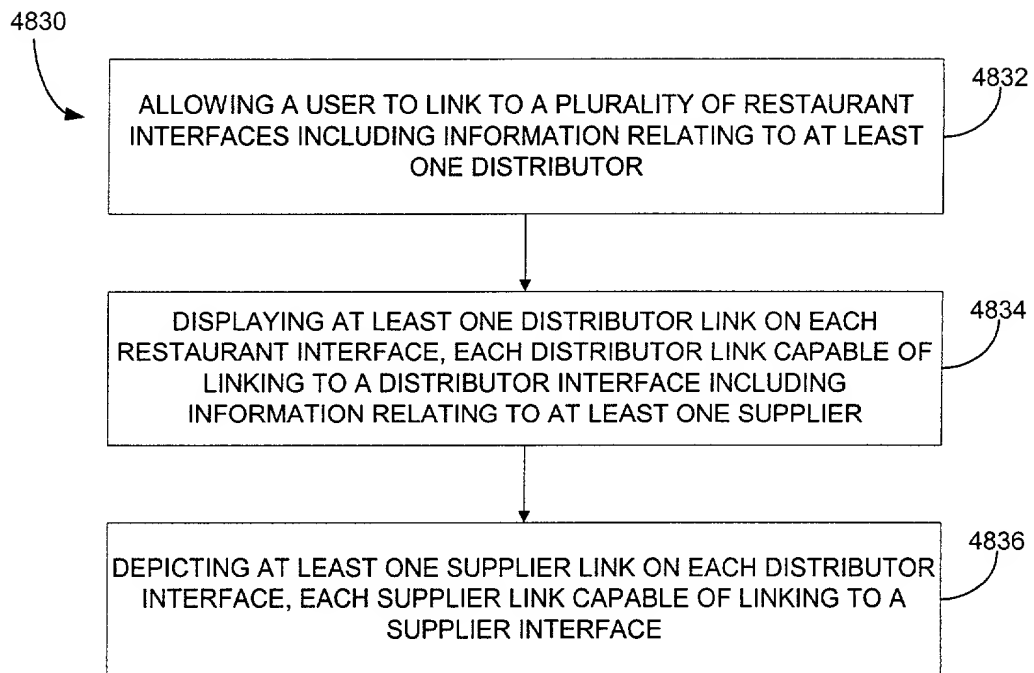 4830
4832
ALLOWING A USER TO LINK TO A PLURALITY OF RESTAURANT
INTERFACES INCLUDING INFORMATION RELATING TO AT LEAST
ONE DISTRIBUTOR
4834
DISPLAYING AT LEAST ONE DISTRIBUTOR LINK ON EACH
RESTAURANT INTERFACE, EACH DISTRIBUTOR LINK CAPABLE OF
LINKING TO A DISTRIBUTOR INTERFACE INCLUDING
INFORMATION RELATING TO AT LEAST ONE SUPPLIER
4836
DEPICTING AT LEAST ONE SUPPLIER LINK ON EACH DISTRIBUTOR
INTERFACE, EACH SUPPLIER LINK CAPABLE OF LINKING TO A
SUPPLIER INTERFACE